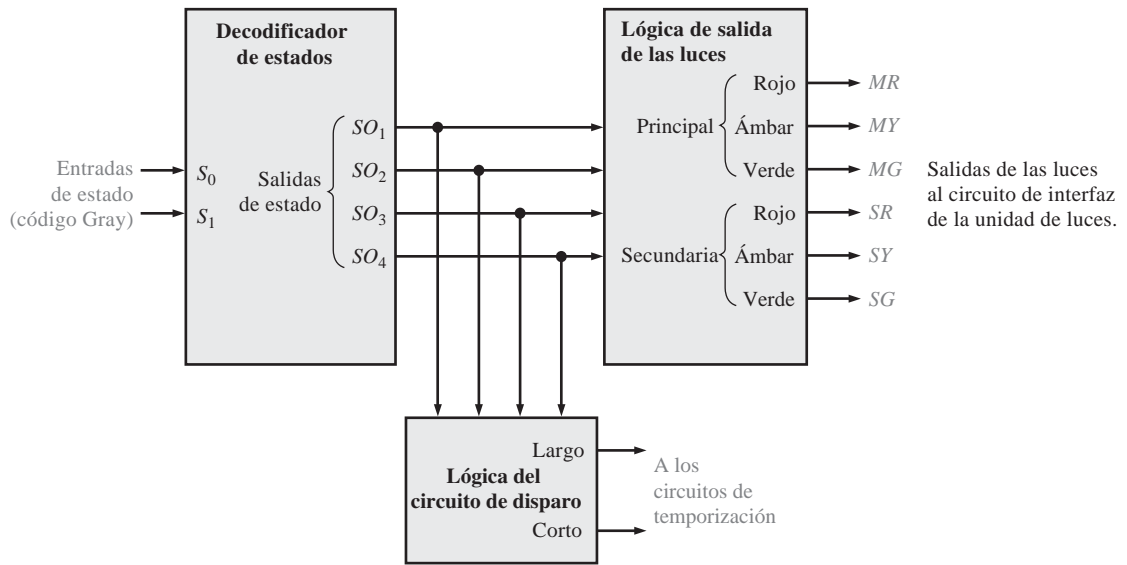 Decodificador
de estados
Entradas
de estado
(código Gray)
S0
S1
Salidas
de estado
SO1
SO2
SO3
SO4
Lógica de salida
de las luces
Principal
Rojo
Ámbar
Verde
Secundaria
Rojo
Ámbar
Verde
MR
MY
MG
SR
SY
SG
Salidas de las luces
al circuito de interfaz
de la unidad de luces.
Largo
Lógica del
circuito de disparo
Corto
A los
circuitos de
temporización